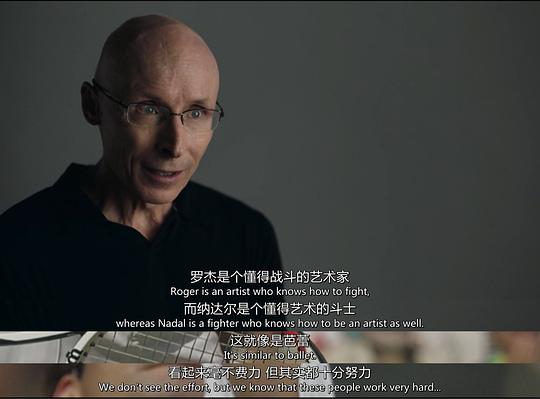 罗杰是个懂得战斗的艺术家
Roger is an artist who knows how to fight,
而纳达尔是个懂得艺术的斗士
whereas Nadal is a fighter who knows how to be an artist as well.
这就像是芭蕾
It's similar to ballet.
看起来毫不费力 但其实都十分努力
We don't see the effort, but we know that these people work very hard...